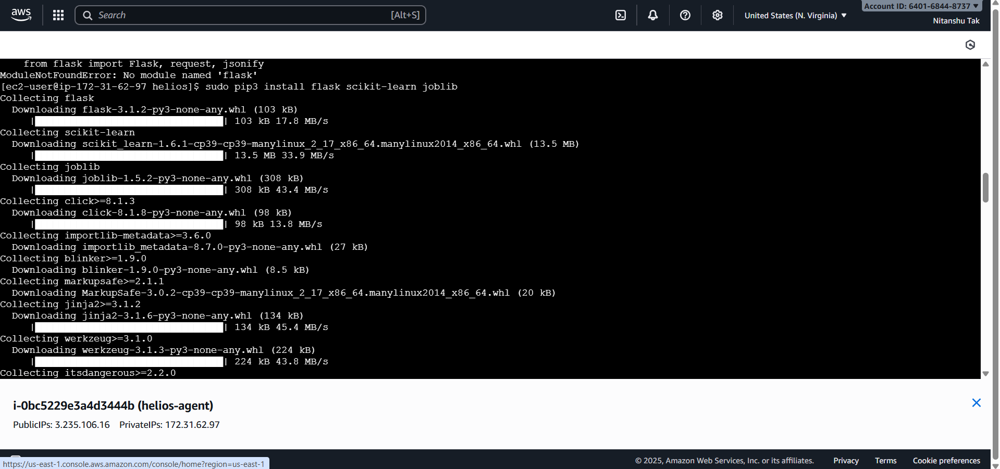 aws
Search
[Alt+S]
United States (N. Virginia) ▼
Account ID: 6401-6844-8737 ▼
Nitanshu Tak
    from flask import Flask, request, jsonify
ModuleNotFoundError: No module named 'flask'
[ec2-user@ip-172-31-62-97 helios]$ sudo pip3 install flask scikit-learn joblib
Collecting flask
  Downloading flask-3.1.2-py3-none-any.whl (103 kB)
     |████████████████████████████████| 103 kB 17.8 MB/s
Collecting scikit-learn
  Downloading scikit_learn-1.6.1-cp39-cp39-manylinux_2_17_x86_64.manylinux2014_x86_64.whl (13.5 MB)
     |████████████████████████████████| 13.5 MB 33.9 MB/s
Collecting joblib
  Downloading joblib-1.5.2-py3-none-any.whl (308 kB)
     |████████████████████████████████| 308 kB 43.4 MB/s
Collecting click>=8.1.3
  Downloading click-8.1.8-py3-none-any.whl (98 kB)
     |████████████████████████████████| 98 kB 13.8 MB/s
Collecting importlib-metadata>=3.6.0
  Downloading importlib_metadata-8.7.0-py3-none-any.whl (27 kB)
Collecting blinker>=1.9.0
  Downloading blinker-1.9.0-py3-none-any.whl (8.5 kB)
Collecting markupsafe>=2.1.1
  Downloading MarkupSafe-3.0.2-cp39-cp39-manylinux_2_17_x86_64.manylinux2014_x86_64.whl (20 kB)
Collecting jinja2>=3.1.2
  Downloading jinja2-3.1.6-py3-none-any.whl (134 kB)
     |████████████████████████████████| 134 kB 45.4 MB/s
Collecting werkzeug>=3.1.0
  Downloading werkzeug-3.1.3-py3-none-any.whl (224 kB)
     |████████████████████████████████| 224 kB 43.8 MB/s
Collecting itsdangerous>=2.2.0
i-0bc5229e3a4d3444b (helios-agent)
PublicIPs: 3.235.106.16 PrivateIPs: 172.31.62.97
https://us-east-1.console.aws.amazon.com/console/home?region=us-east-1
© 2025, Amazon Web Services, Inc. or its affiliates. Privacy Terms Cookie preferences